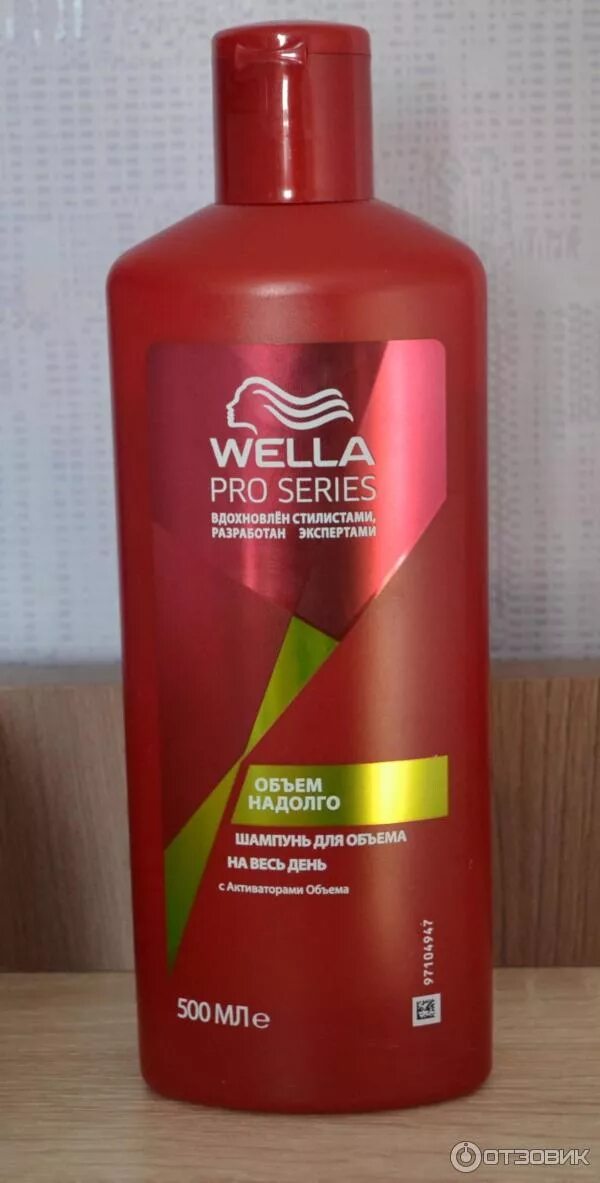 WELLA
PRO SERIES
ВДОХНОВЛЁН СТИЛИСТАМИ,
РАЗРАБОТАН ЭКСПЕРТАМИ
ОБЪЕМ
НАДОЛГО
ШАМПУНЬ ДЛЯ ОБЪЕМА
НА ВЕСЬ ДЕНЬ
с Активаторами Объема
97104947
500 МЛ e
ОТЗОВИК